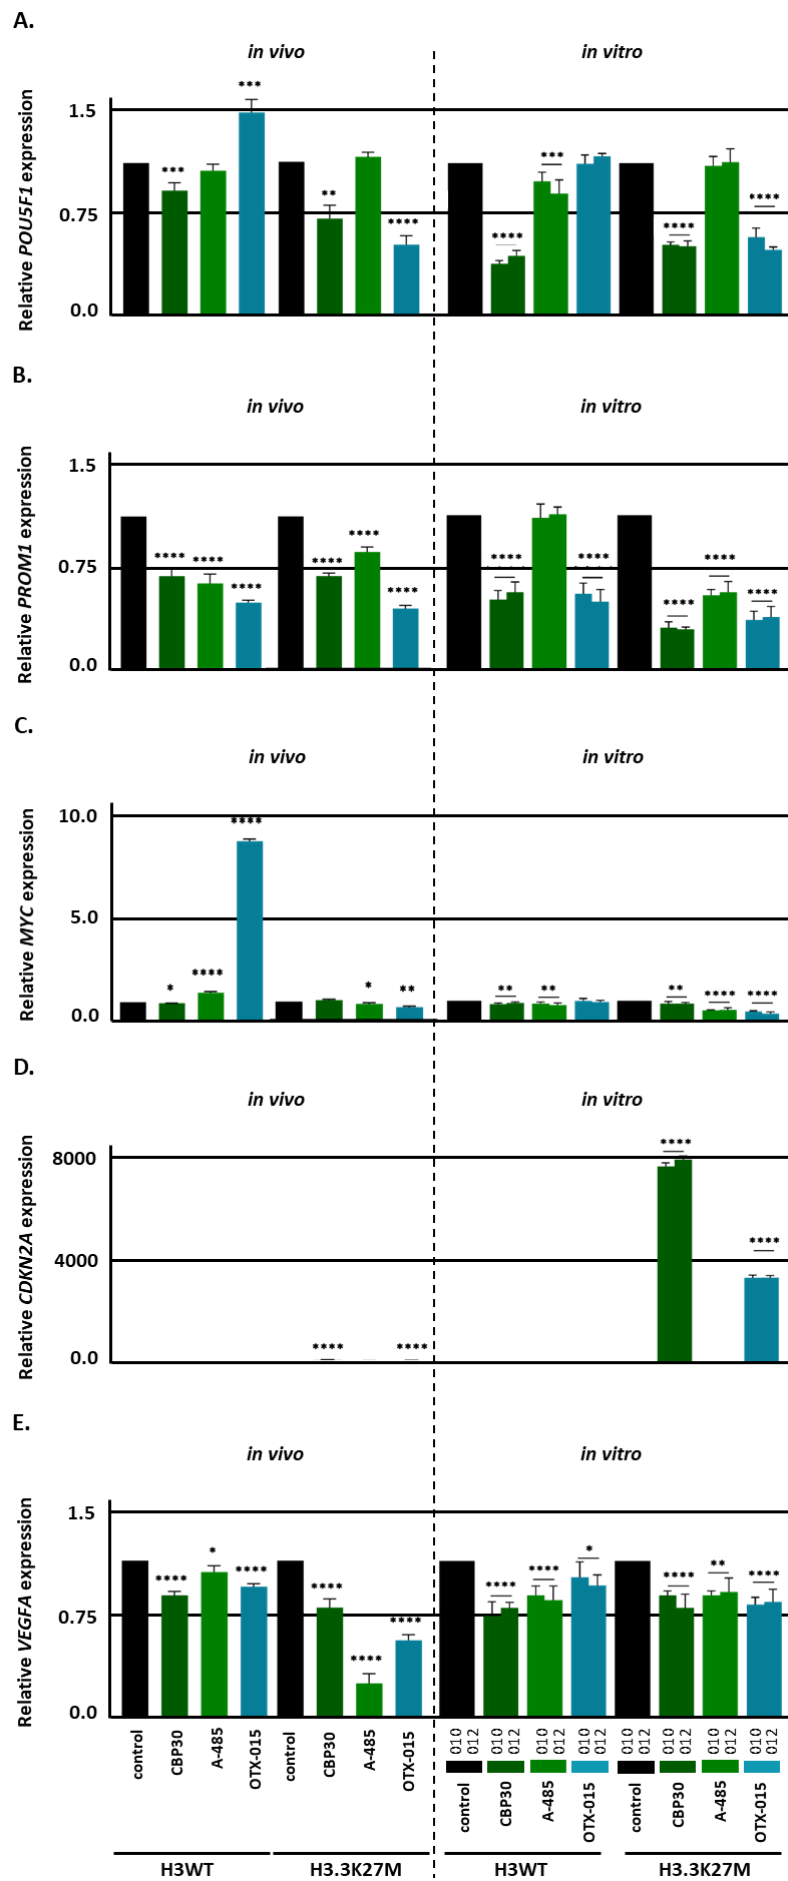 A.
in vivo
in vitro
Relative POU5F1 expression
1.5
0.75
0.0
***
***
**
****
****
***
****
****
B.
in vivo
in vitro
Relative PROM1 expression
1.5
0.75
0.0
****
****
****
****
****
****
****
****
****
****
****
C.
in vivo
in vitro
Relative MYC expression
10.0
5.0
0.0
*
****
****
*
**
**
**
**
****
****
D.
in vivo
in vitro
Relative CDKN2A expression
8000
4000
0.0
****
****
****
****
E.
in vivo
in vitro
Relative VEGFA expression
1.5
0.75
0.0
****
*
****
****
****
****
****
****
*
****
**
****
control
CBP30
A-485
OTX-015
control
CBP30
A-485
OTX-015
010
012
010
012
010
012
010
012
010
012
010
012
010
012
010
012
control
CBP30
A-485
OTX-015
control
CBP30
A-485
OTX-015
H3WT
H3.3K27M
H3WT
H3.3K27M